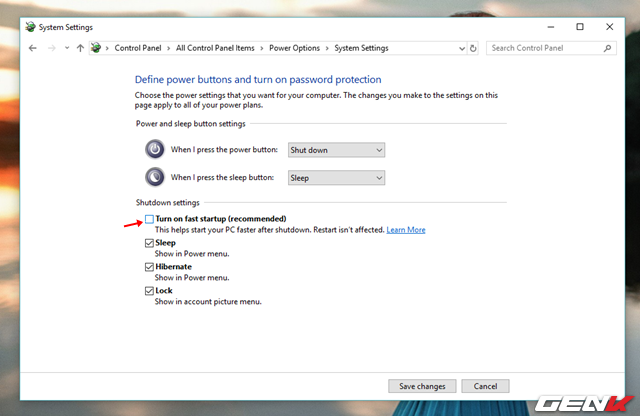 System Settings
Control Panel > All Control Panel Items > Power Options > System Settings
Search Control Panel
Define power buttons and turn on password protection
Choose the power settings that you want for your computer. The changes you make to the settings on this
page apply to all of your power plans.
Power and sleep button settings
When I press the power button: Shut down
When I press the sleep button: Sleep
Shutdown settings
Turn on fast startup (recommended)
This helps start your PC faster after shutdown. Restart isn't affected. Learn More
Sleep
Show in Power menu.
Hibernate
Show in Power menu.
Lock
Show in account picture menu.
Save changes
Cancel
GENK